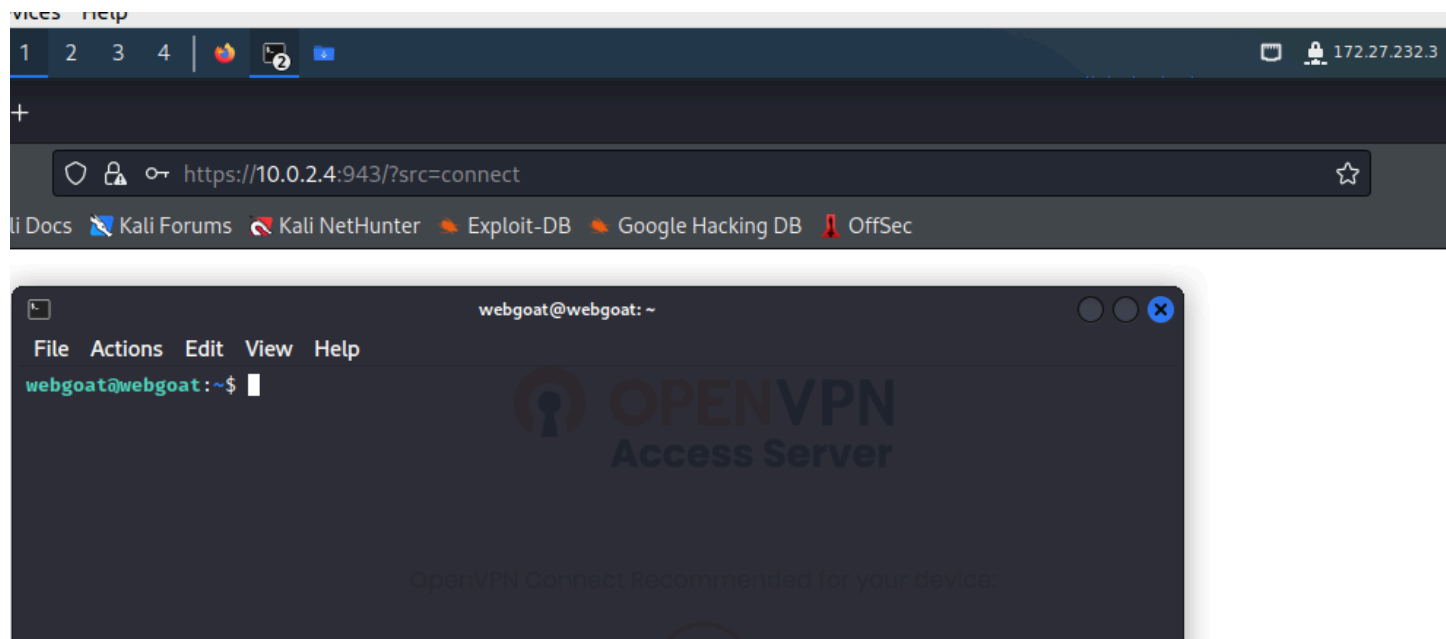 vices Help
1 2 3 4 2 172.27.232.3
+
https://10.0.2.4:943/?src=connect
li Docs Kali Forums Kali NetHunter Exploit-DB Google Hacking DB OffSec
webgoat@webgoat: ~
File Actions Edit View Help
webgoat@webgoat:~$
OPENVPN
Access Server
OpenVPN Connect Recommended for your device: